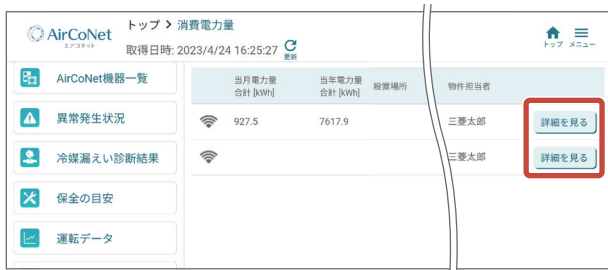 AirCoNet
エアコネット
トップ > 消費電力量
取得日時: 2023/4/24 16:25:27 更新
トップ メニュー
AirCoNet機器一覧
異常発生状況
冷媒漏えい診断結果
保全の目安
運転データ
当月電力量 合計 [kWh] 当年電力量 合計 [kWh] 設置場所 物件担当者
927.5 7617.9 三菱太郎 詳細を見る
三菱太郎 詳細を見る